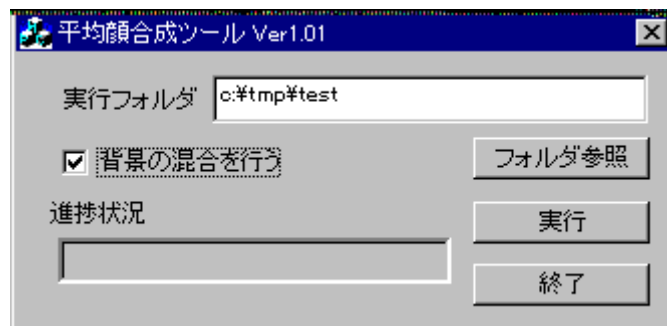 平均顔合成ツール Ver1.01
実行フォルダ c:¥tmp¥test
背景の混合を行う
フォルダ参照
進捗状況
実行
終了